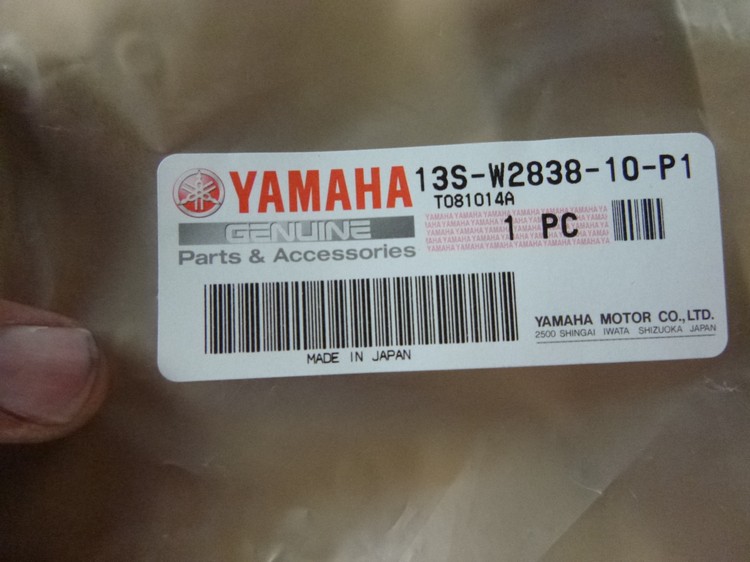 YAMAHA
13S-W2838-10-P1
T081014A
GENUINE
1 PC
Parts & Accessories
YAMAHA MOTOR CO.,LTD.
2500 SHINGAI IWATA SHIZUOKA JAPAN
MADE IN JAPAN